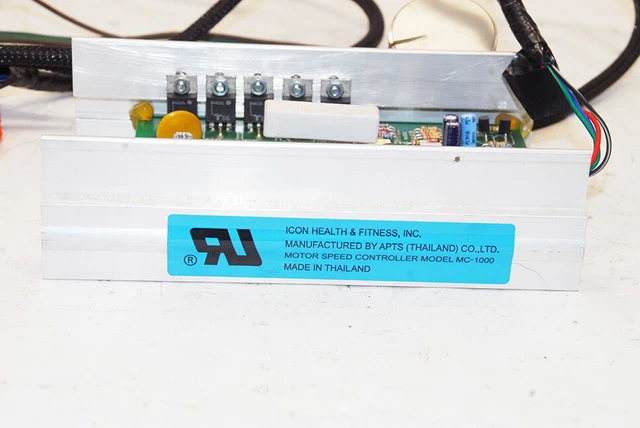 ICON HEALTH & FITNESS, INC.
MANUFACTURED BY APTS (THAILAND) CO.,LTD.
MOTOR SPEED CONTROLLER MODEL MC-1000
MADE IN THAILAND
®